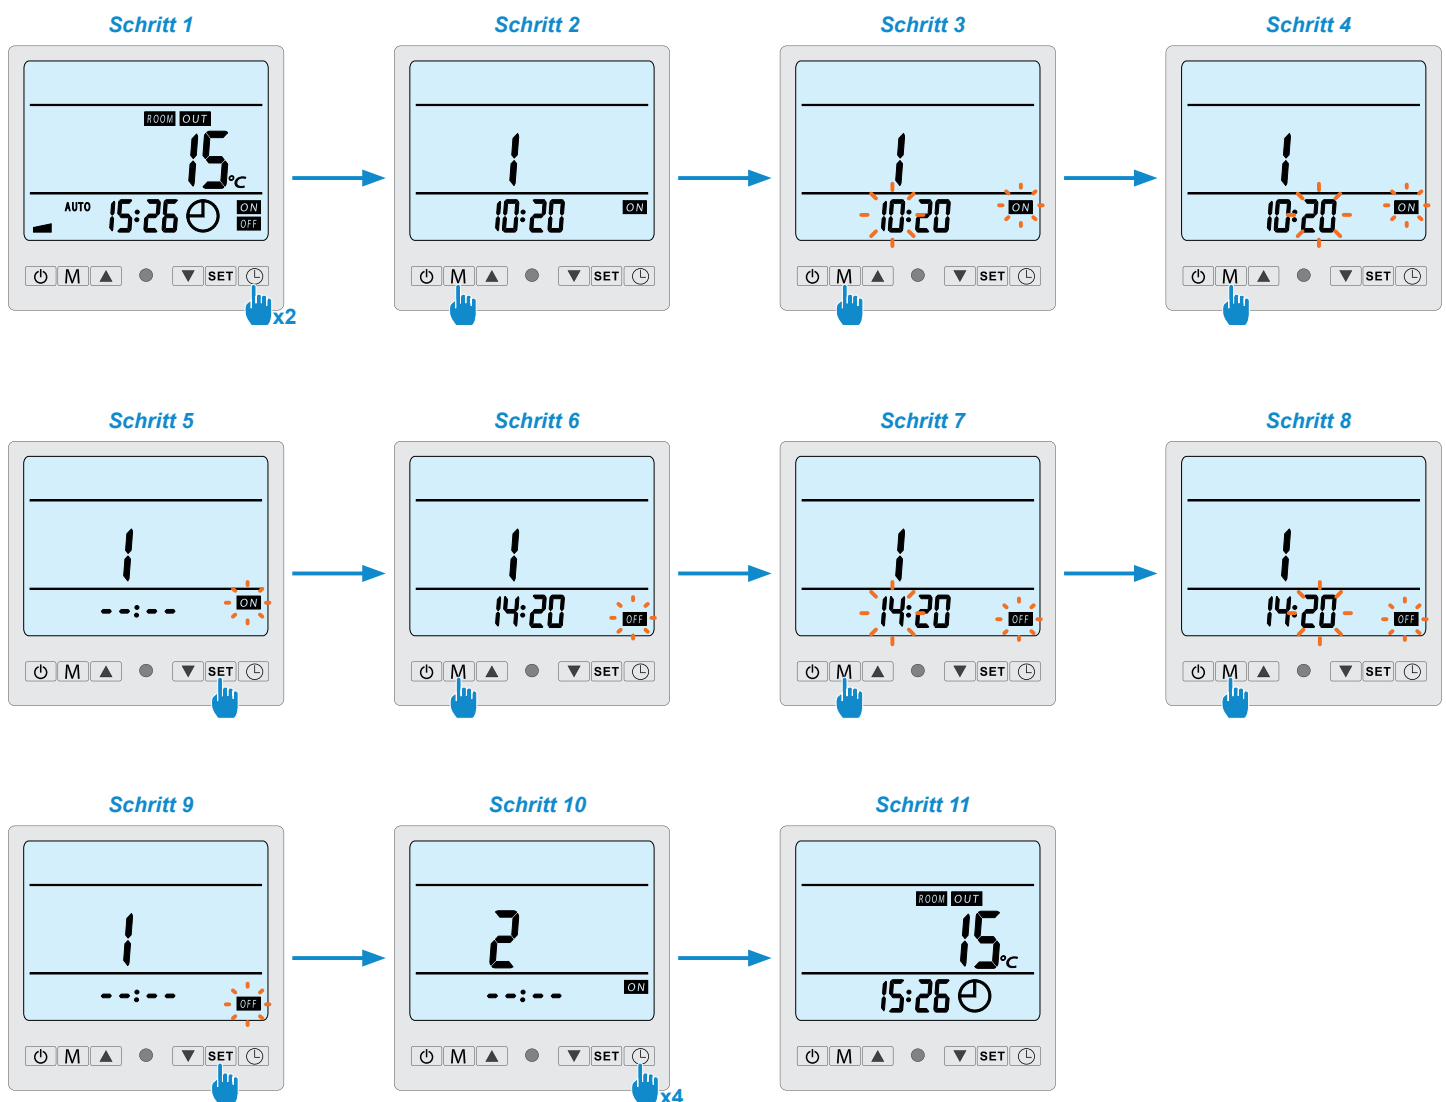 Schritt 1
ROOM OUT
15°C
AUTO 15:26 ON
OFF
M SET
x2
Schritt 2
1
10:20 ON
M SET
Schritt 3
1
10:20 ON
M SET
Schritt 4
1
10:20 ON
M SET
Schritt 5
1
--:-- ON
M SET
Schritt 6
1
14:20 OFF
M SET
Schritt 7
1
14:20 OFF
M SET
Schritt 8
1
14:20 OFF
M SET
Schritt 9
1
--:-- OFF
M SET
Schritt 10
2
--:-- ON
M SET
x4
Schritt 11
ROOM OUT
15°C
15:26
M SET